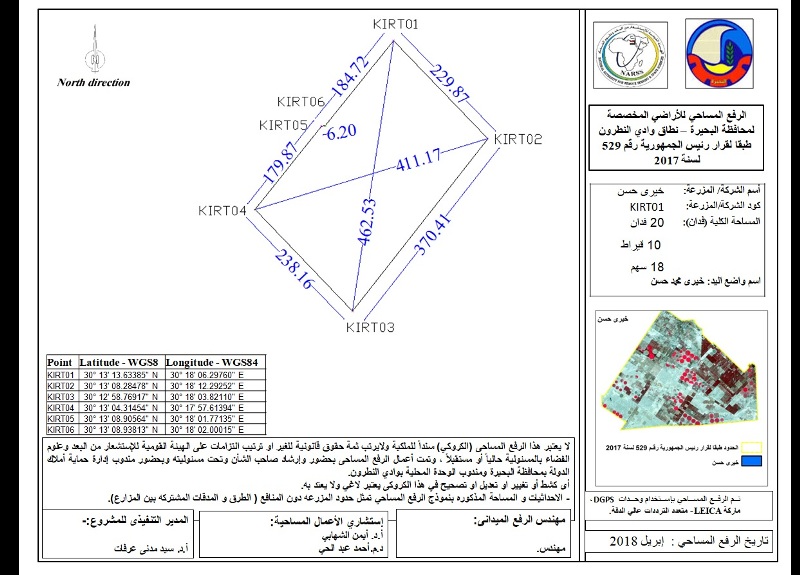 KIRT01
184.72
229.87
North direction
KIRT06
KIRT05
6.20
KIRT02
179.87
411.17
KIRT04
462.53
370.41
238.16
KIRT03
NARSS
الرفع المساحي للأراضي المخصصة
لمحافظة البحيرة – نطاق وادي النطرون
طبقا لقرار رئيس الجمهورية رقم 529
لسنة 2017
أسم الشركة/ المزرعة: خيرى حسن
كود الشركة/المزرعة: KIRT01
المساحة الكلية (فدان): 20 فدان
10 قيراط
18 سهم
اسم واضع اليد: خيرى محمد حسن
خيرى حسن
الحدود طبقا لقرار رئيس الجمهورية رقم 529 لسنة 2017
خيرى حسن
Point Latitude - WGS8 Longitude - WGS84
KIRT01 30° 13' 13.63385" N 30° 18' 06.29760" E
KIRT02 30° 13' 08.28478" N 30° 18' 12.29252" E
KIRT03 30° 12' 58.76917" N 30° 18' 03.82110" E
KIRT04 30° 13' 04.31454" N 30° 17' 57.61394" E
KIRT05 30° 13' 08.90564" N 30° 18' 01.77135" E
KIRT06 30° 13' 08.93813" N 30° 18' 02.00015" E
لا يعتبر هذا الرفع المساحي (الكروكي) سنداً للملكية ولايرتب ثمة حقوق قانونية للغير او ترتيب التزامات على الهيئة القومية للإستشعار من البعد وعلوم
الفضاء بالمسئولية حالياً أو مستقبلاً ، وتمت أعمال الرفع المساحي بحضور وإرشاد صاحب الشأن وتحت مسئوليته وبحضور مندوب إدارة حماية أملاك
الدولة بمحافظة البحيرة ومندوب الوحدة المحلية بوادي النطرون.
أى كشط أو تغيير او تعديل او تصحيح في هذا الكروكى يعتبر لاغي ولا يعتد به.
- الاحداثيات و المساحة المذكوره بنموذج الرفع المساحي تمثل حدود المزرعه دون المنافع ( الطرق و المدقات المشتركه بين المزارع).
تم الرفع المساحي بإستخدام وحدات DGPS ،
ماركة LEICA - متعدد الترددات عالي الدقة.
مهندس الرفع الميداني:
مهندس.
إستشاري الأعمال المساحية:
أ.د. أيمن الشهابي
د.م.أحمد عبد الحي
المدير التنفيذى للمشروع:-
أ.د. سيد مدنى عرفات
تاريخ الرفع المساحي : إبريل 2018